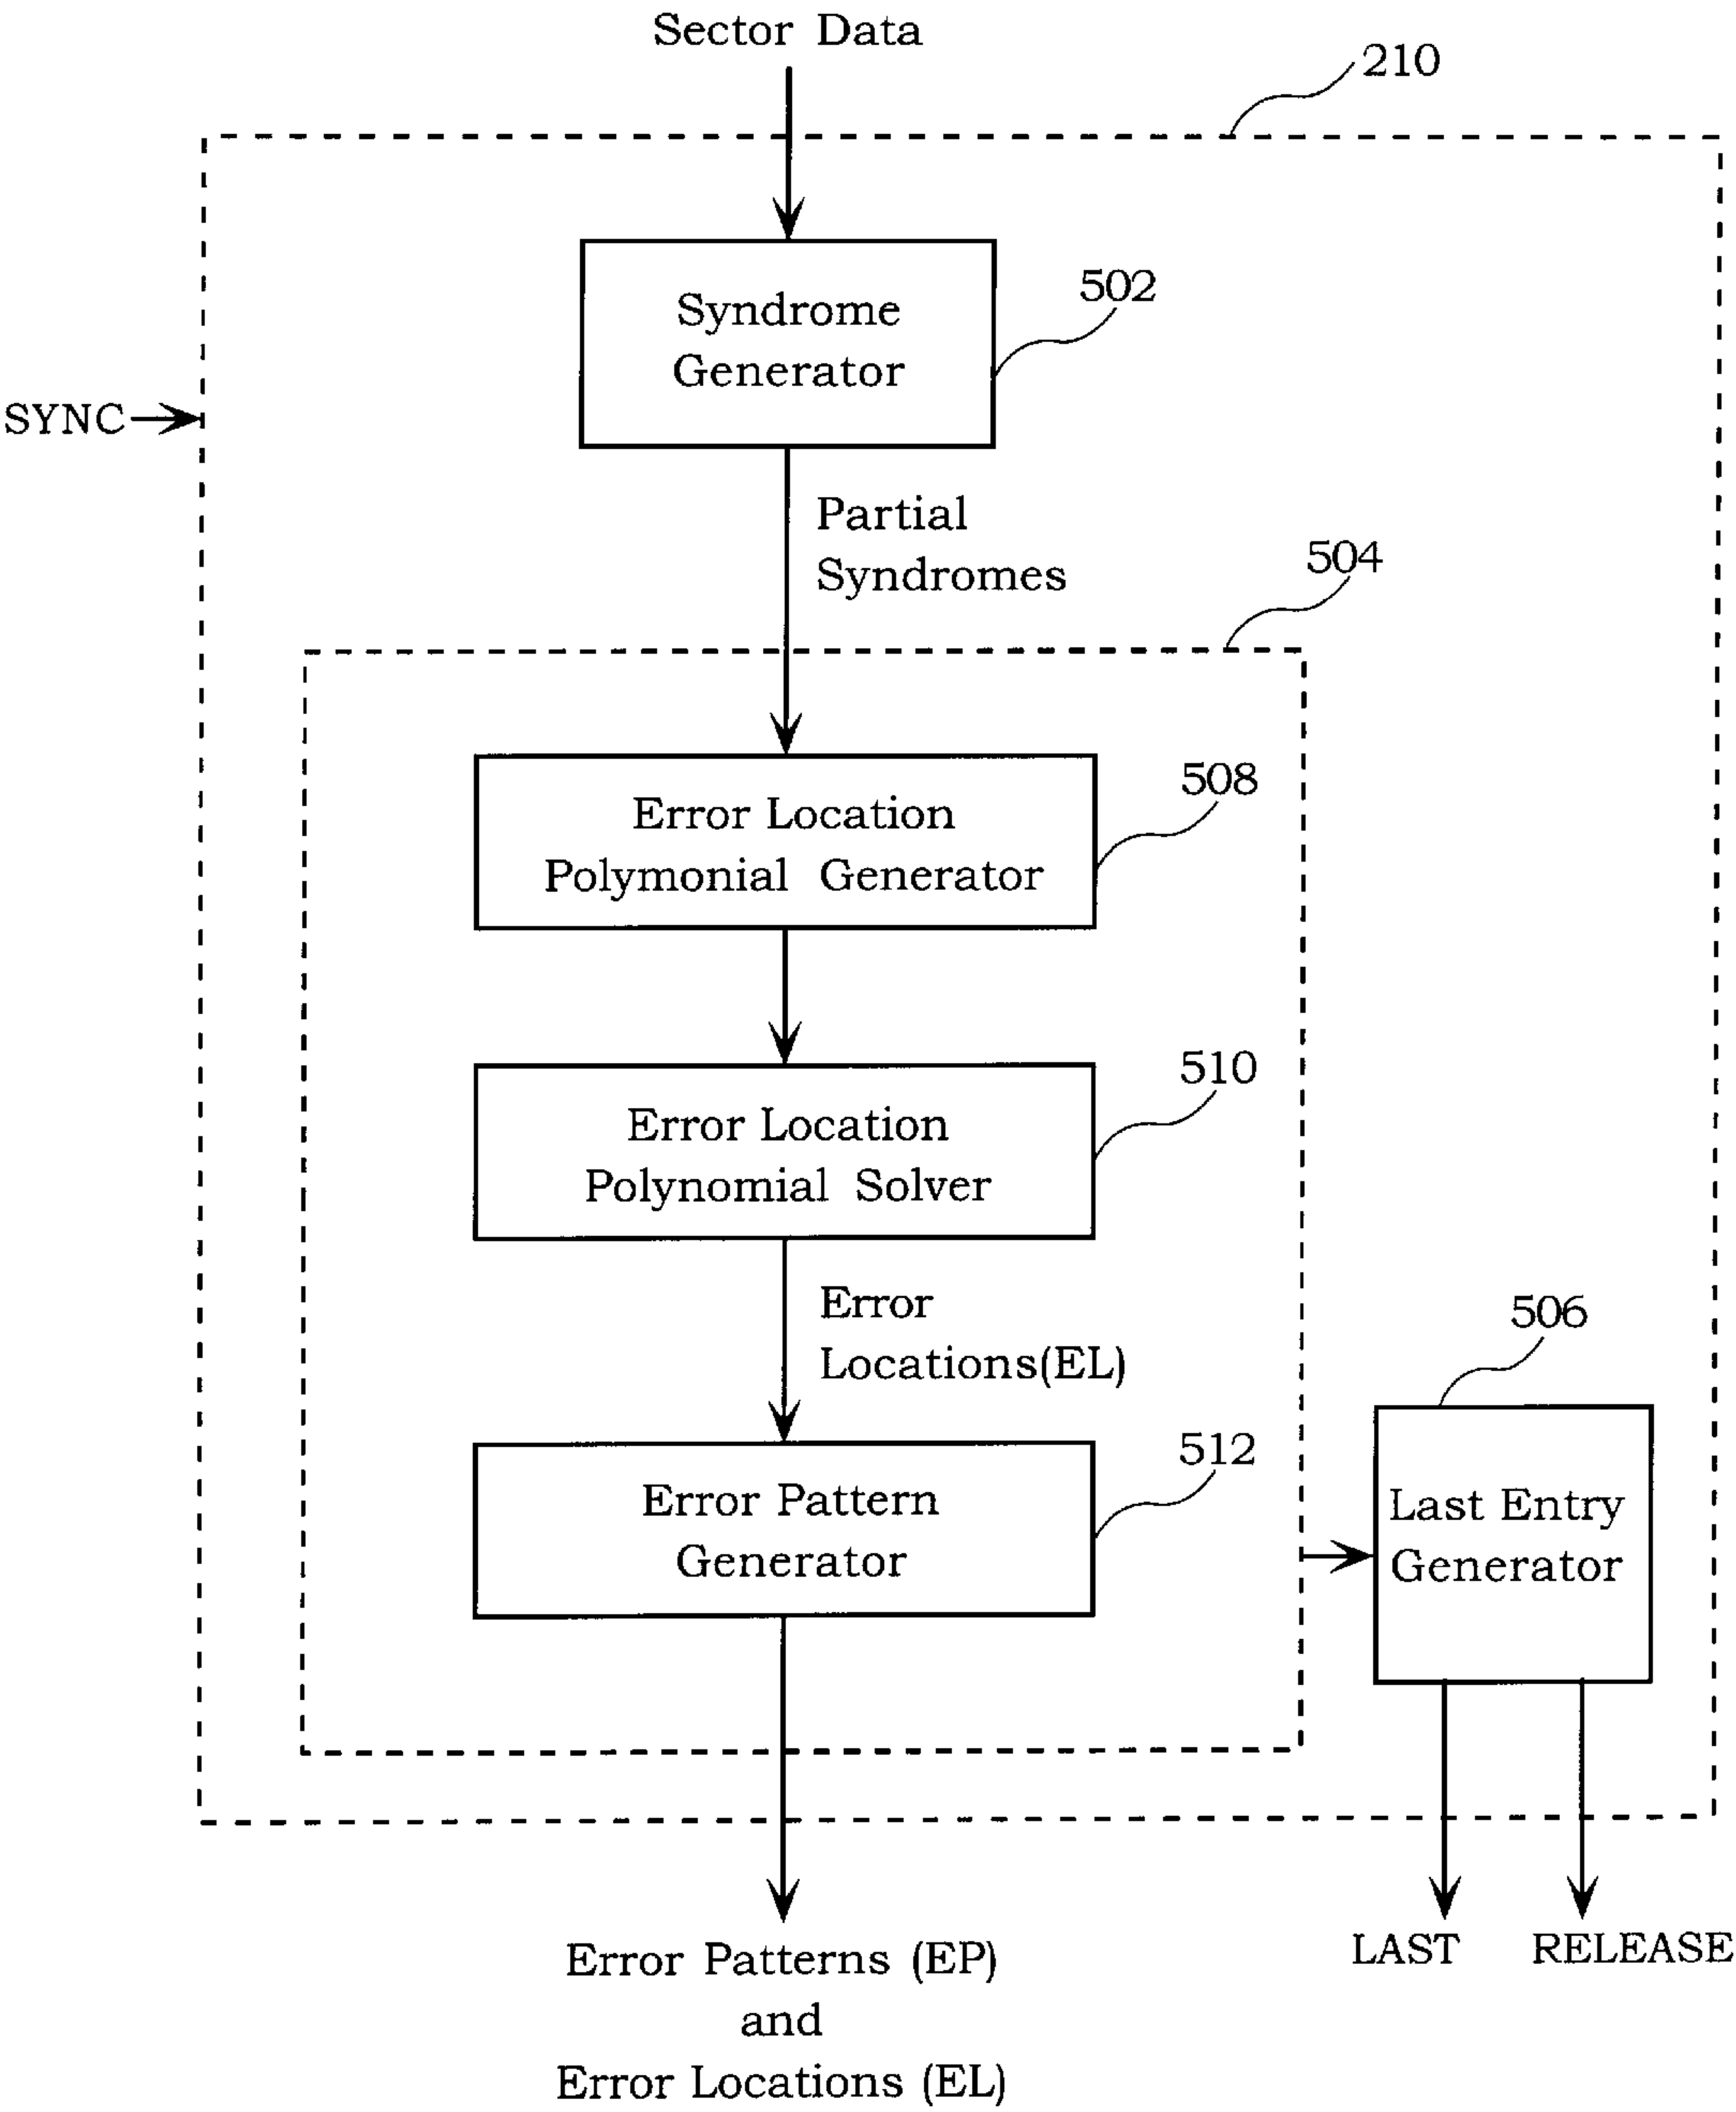 Sector Data
210
Syndrome
Generator
502
SYNC
Partial
Syndromes
504
Error Location
Polymonial Generator
508
Error Location
Polynomial Solver
510
Error
Locations(EL)
506
Error Pattern
Generator
512
Last Entry
Generator
LAST
RELEASE
Error Patterns (EP)
and
Error Locations (EL)